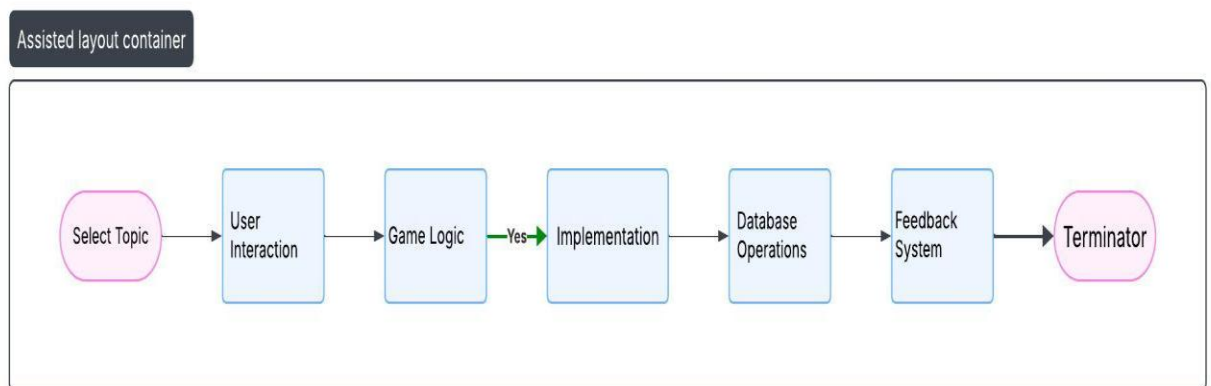 Assisted layout container
Select Topic
User
Interaction
Game Logic
Yes
Implementation
Database
Operations
Feedback
System
Terminator